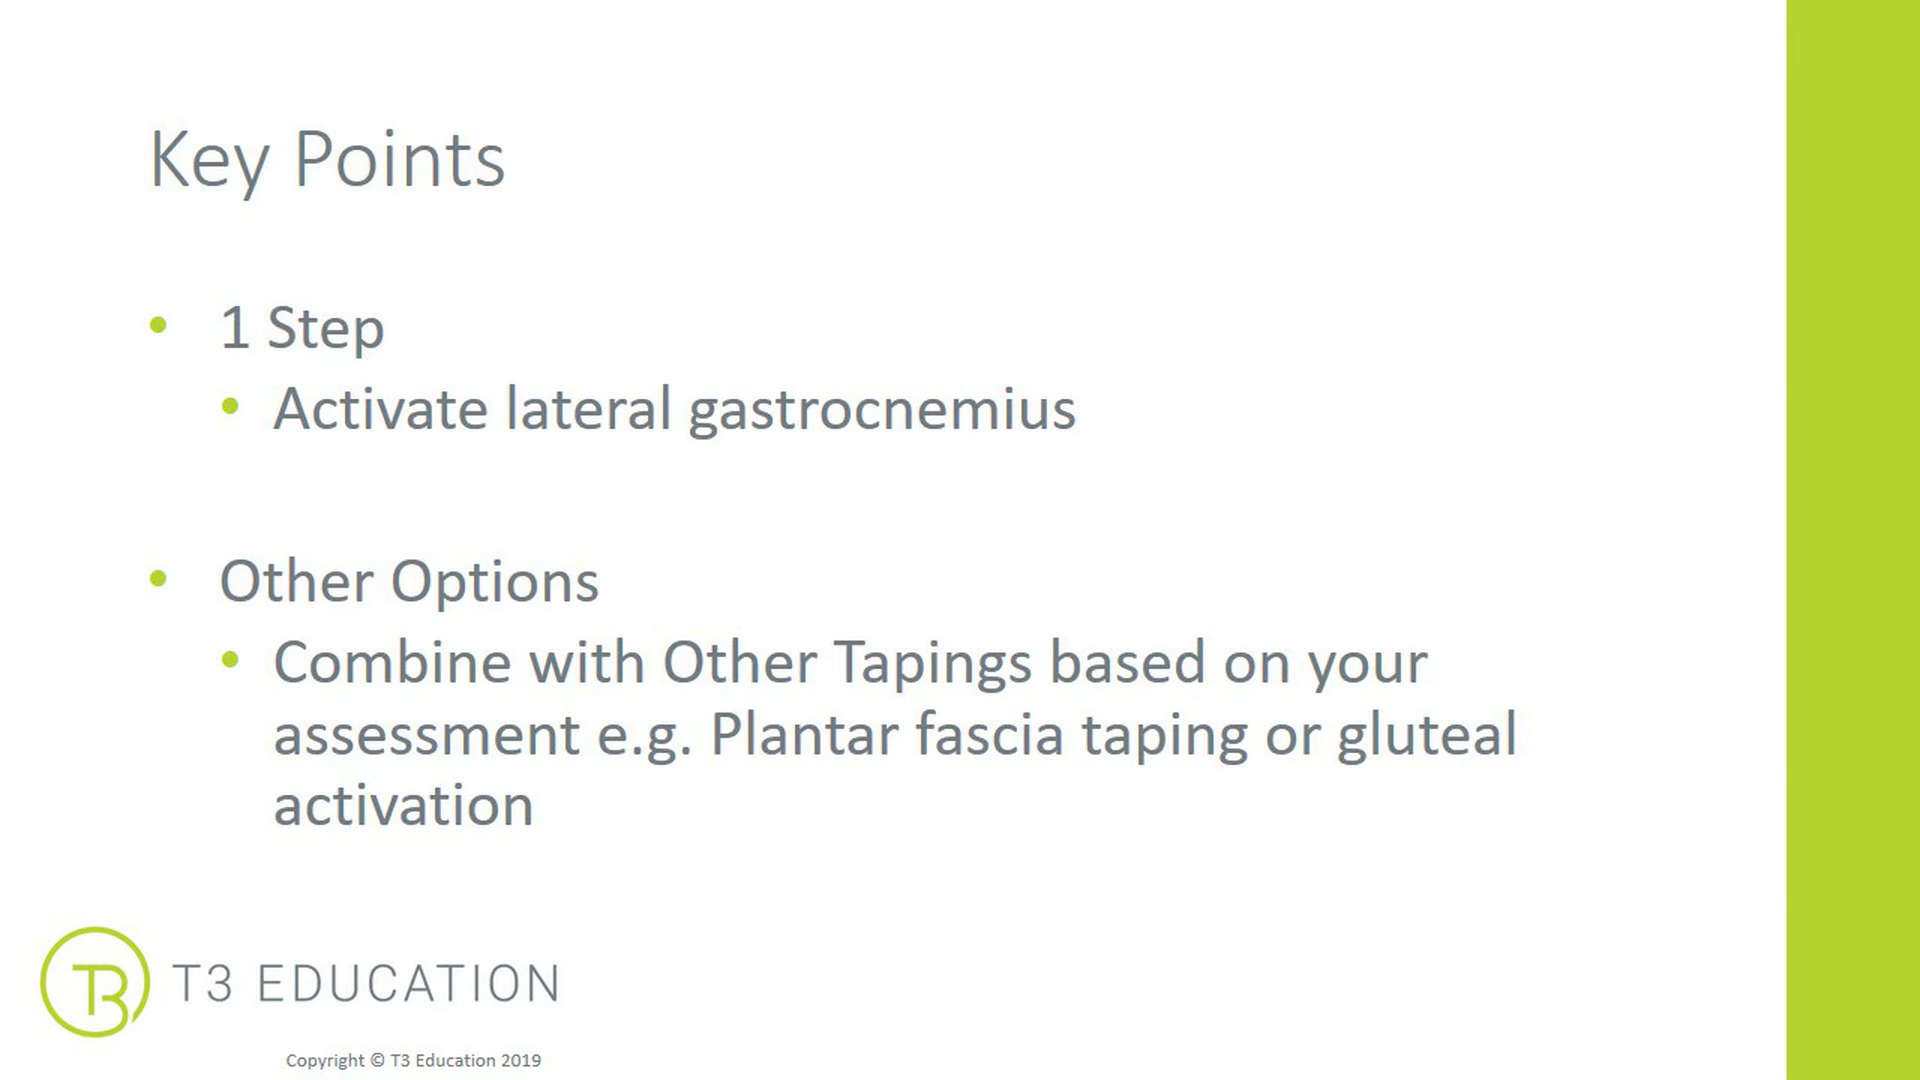 Key Points
• 1 Step
• Activate lateral gastrocnemius
• Other Options
• Combine with Other Tapings based on your
assessment e.g. Plantar fascia taping or gluteal
activation
T3 T3 EDUCATION
Copyright © T3 Education 2019